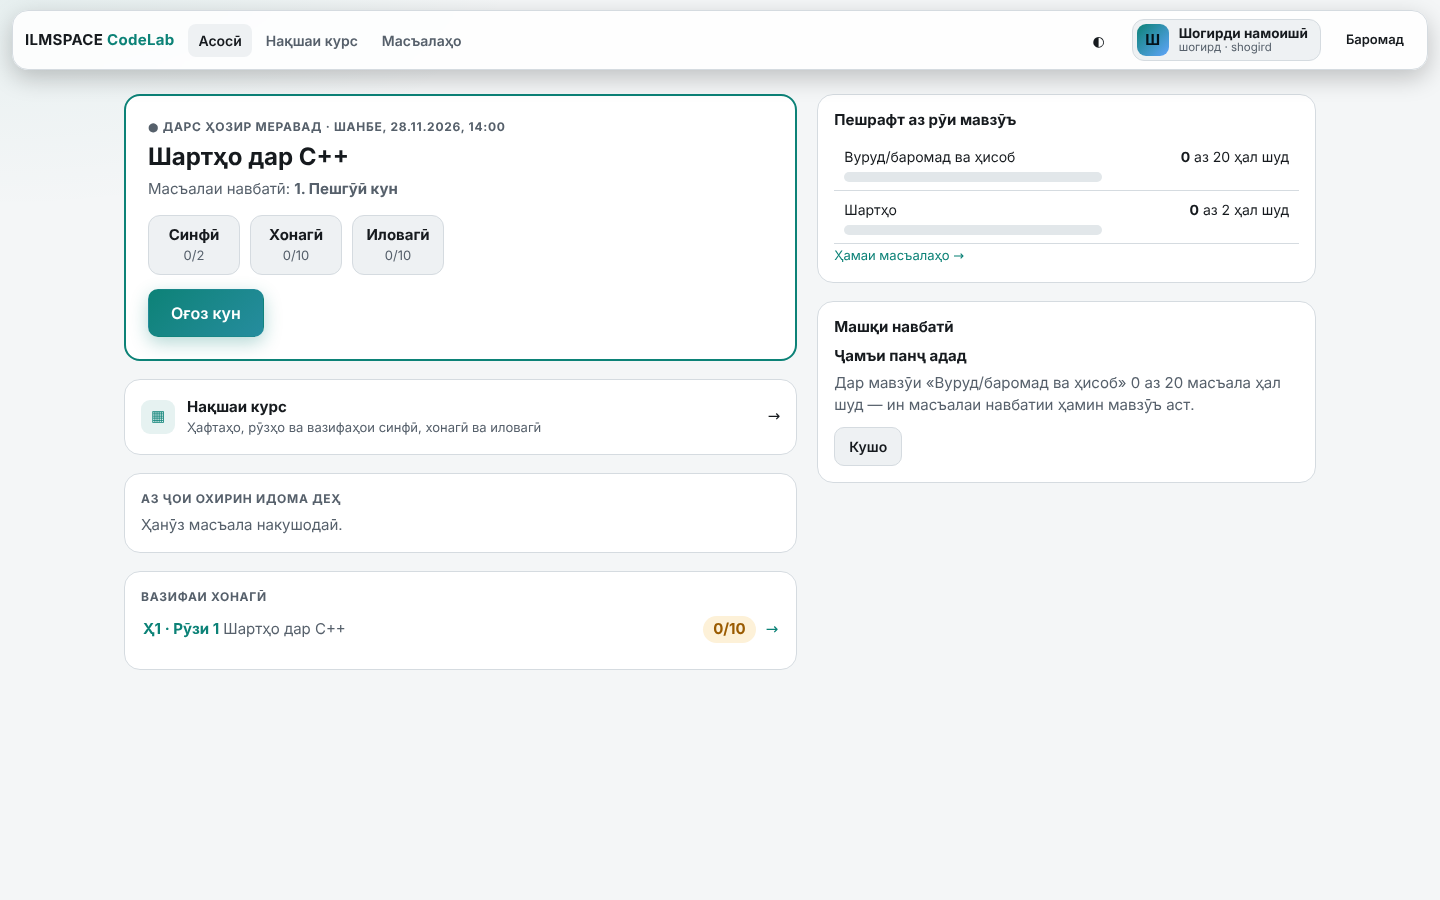 ILMSPACE CodeLab
Асосӣ
Нақшаи курс
Масъалаҳо
Ш
Шогирди намоишӣ
шогирд · shogird
Баромад
● ДАРС ҲОЗИР МЕРАВАД · ШАНБЕ, 28.11.2026, 14:00
Шартҳо дар C++
Масъалаи навбатӣ: 1. Пешгӯӣ кун
Синфӣ
0/2
Хонагӣ
0/10
Иловагӣ
0/10
Оғоз кун
Нақшаи курс
Ҳафтаҳо, рӯзҳо ва вазифаҳои синфӣ, хонагӣ ва иловагӣ
→
АЗ ҶОИ ОХИРИН ИДОМА ДЕҲ
Ҳанӯз масъала накушодаӣ.
ВАЗИФАИ ХОНАГӢ
Ҳ1 · Рӯзи 1 Шартҳо дар C++
0/10 →
Пешрафт аз рӯи мавзӯъ
Вуруд/баромад ва ҳисоб
0 аз 20 ҳал шуд
Шартҳо
0 аз 2 ҳал шуд
Ҳамаи масъалаҳо →
Машқи навбатӣ
Ҷамъи панҷ адад
Дар мавзӯи «Вуруд/баромад ва ҳисоб» 0 аз 20 масъала ҳал
шуд — ин масъалаи навбатии ҳамин мавзӯъ аст.
Кушо